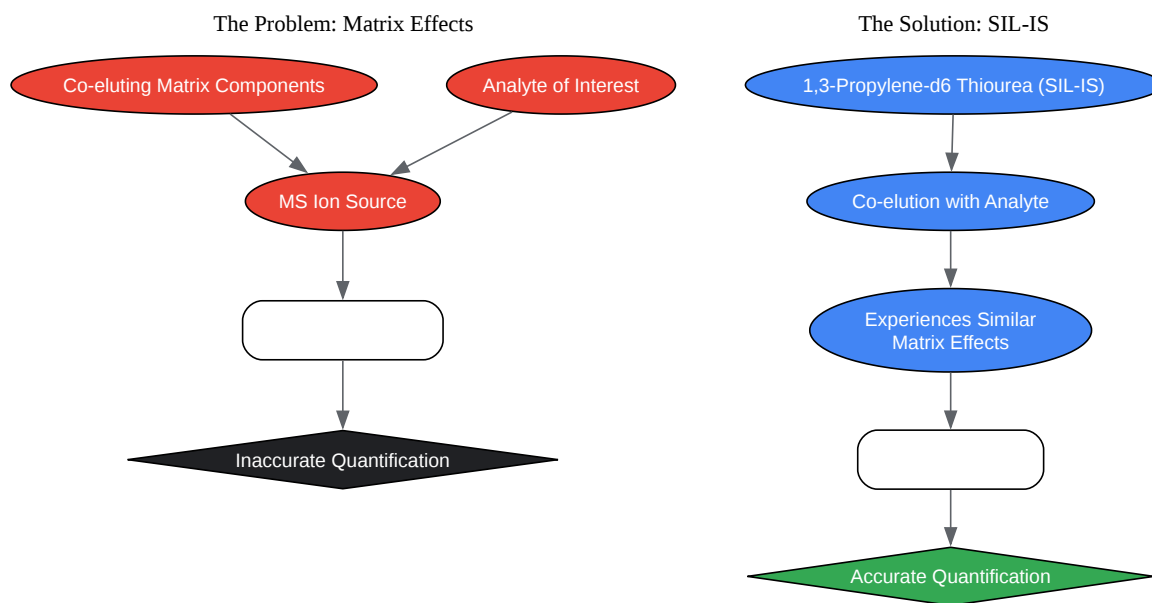 The Problem: Matrix Effects
Co-eluting Matrix Components
Analyte of Interest
MS Ion Source
Inaccurate Quantification
The Solution: SIL-IS
1,3-Propylene-d6 Thiourea (SIL-IS)
Co-elution with Analyte
Experiences Similar
Matrix Effects
Accurate Quantification